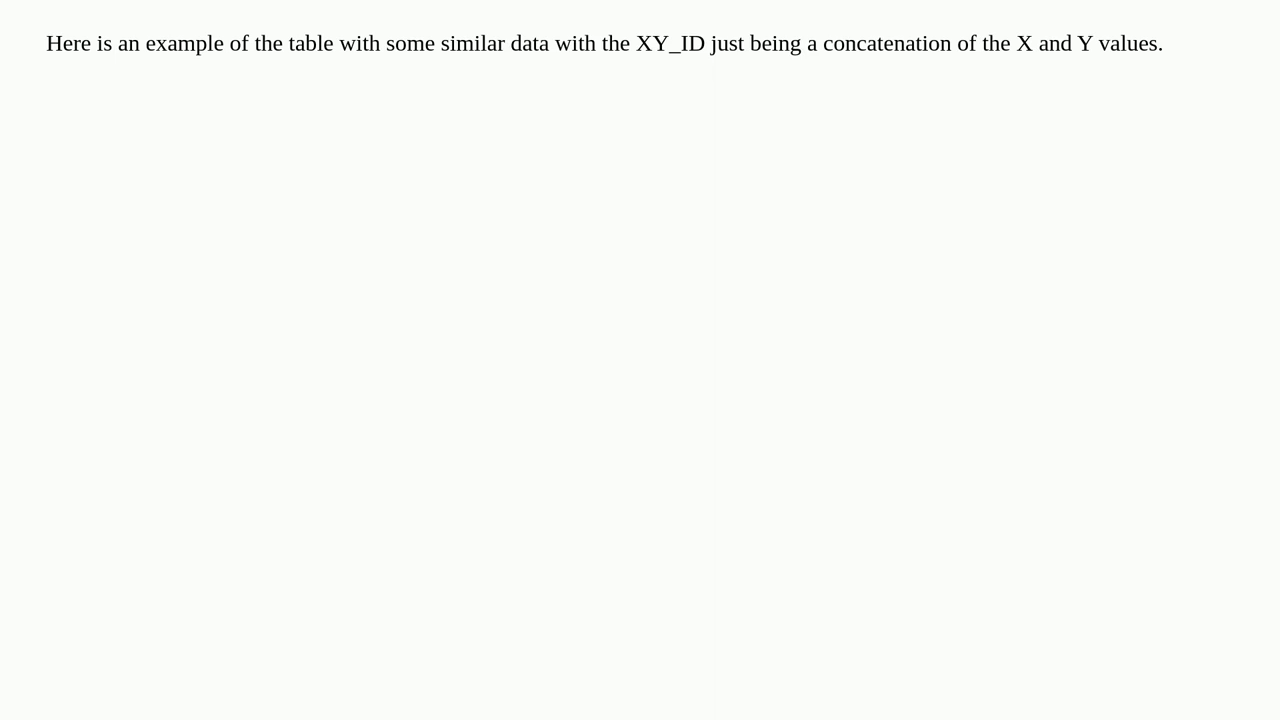 Here is an example of the table with some similar data with the XY_ID just being a concatenation of the X and Y values.